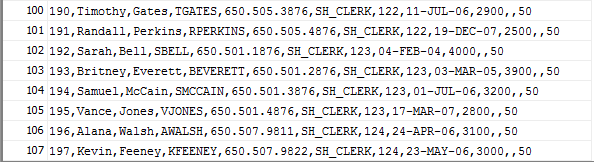 100 190,Timothy,Gates,TGATES,650.505.3876,SH_CLERK,122,11-JUL-06,2900,,50
101 191,Randall,Perkins,RPERKINS,650.505.4876,SH_CLERK,122,19-DEC-07,2500,,50
102 192,Sarah,Bell,SBELL,650.501.1876,SH_CLERK,123,04-FEB-04,4000,,50
103 193,Britney,Everett,BEVERETT,650.501.2876,SH_CLERK,123,03-MAR-05,3900,,50
104 194,Samuel,McCain,SMCCAIN,650.501.3876,SH_CLERK,123,01-JUL-06,3200,,50
105 195,Vance,Jones,VJONES,650.501.4876,SH_CLERK,123,17-MAR-07,2800,,50
106 196,Alana,Walsh,AWALSH,650.507.9811,SH_CLERK,124,24-APR-06,3100,,50
107 197,Kevin,Feeney,KFEENEY,650.507.9822,SH_CLERK,124,23-MAY-06,3000,,50